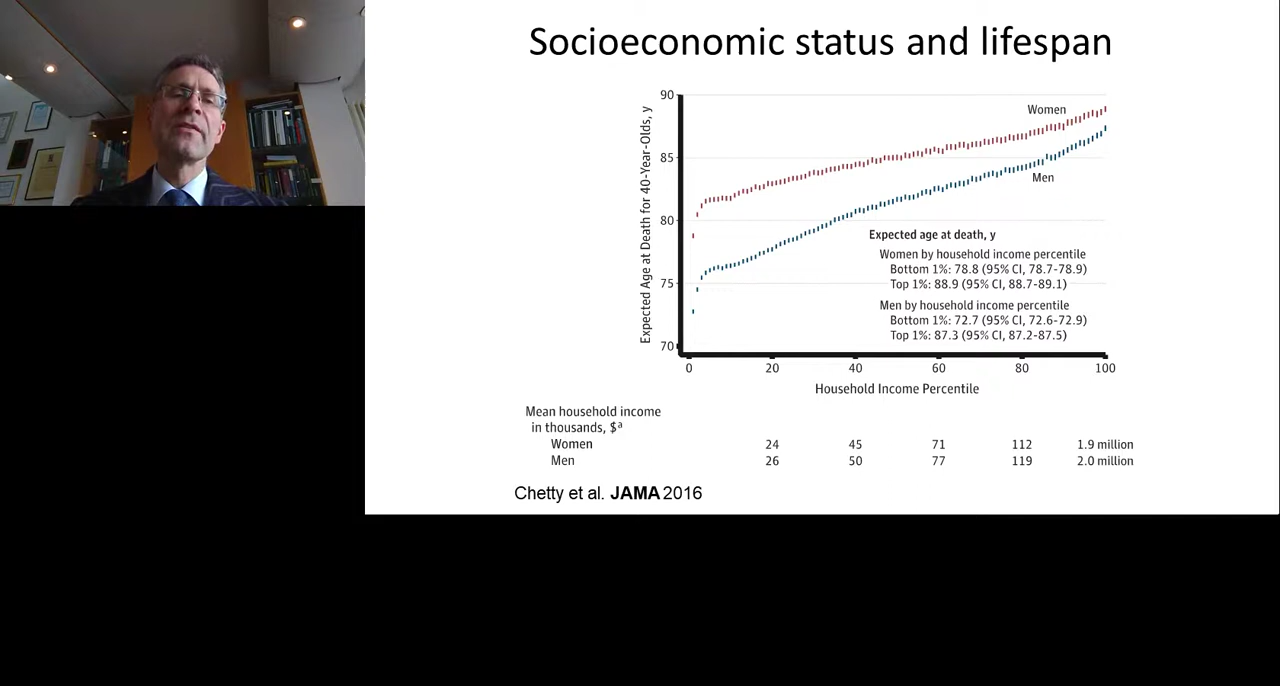 Socioeconomic status and lifespan
Expected Age at Death for 40-Year-Olds, y
90
85
80
75
70
Women
Men
Expected age at death, y
Women by household income percentile
Bottom 1%: 78.8 (95% CI, 78.7-78.9)
Top 1%: 88.9 (95% CI, 88.7-89.1)
Men by household income percentile
Bottom 1%: 72.7 (95% CI, 72.6-72.9)
Top 1%: 87.3 (95% CI, 87.2-87.5)
0 20 40 60 80 100
Household Income Percentile
Mean household income
in thousands, $ª
Women 24 45 71 112 1.9 million
Men 26 50 77 119 2.0 million
Chetty et al. JAMA 2016